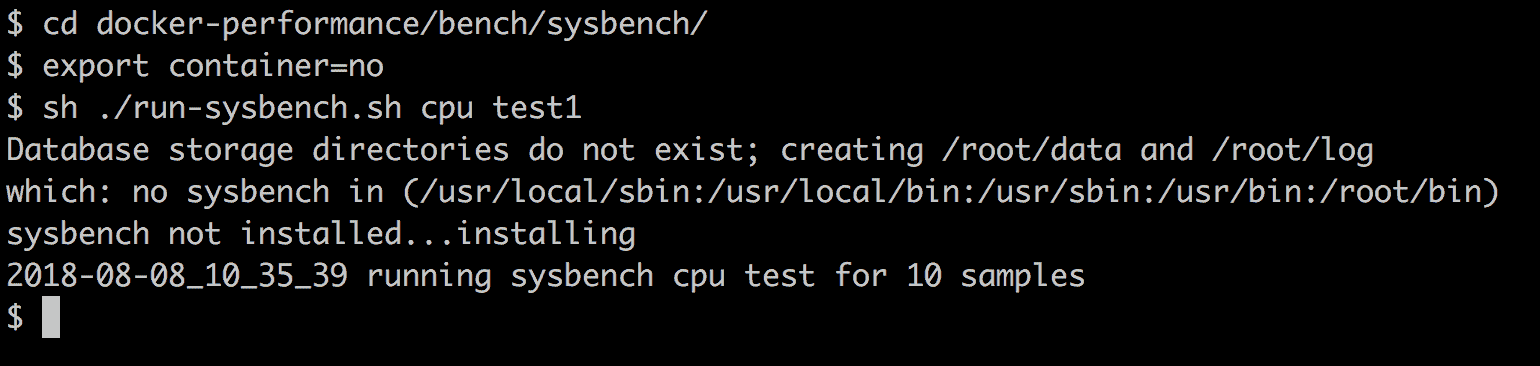 $ cd docker-performance/bench/sysbench/
$ export container=no
$ sh ./run-sysbench.sh cpu test1
Database storage directories do not exist; creating /root/data and /root/log
which: no sysbench in (/usr/local/sbin:/usr/local/bin:/usr/sbin:/usr/bin:/root/bin)
sysbench not installed...installing
2018-08-08_10_35_39 running sysbench cpu test for 10 samples
$